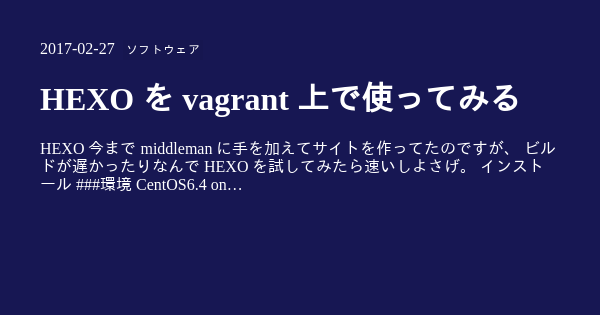 2017-02-27 ソフトウェア
HEXO を vagrant 上で使ってみる
HEXO 今まで middleman に手を加えてサイトを作ってたのですが、 ビル
ドが遅かったりなんで HEXO を試してみたら速いしよさげ。 インスト
ール ###環境 CentOS6.4 on…